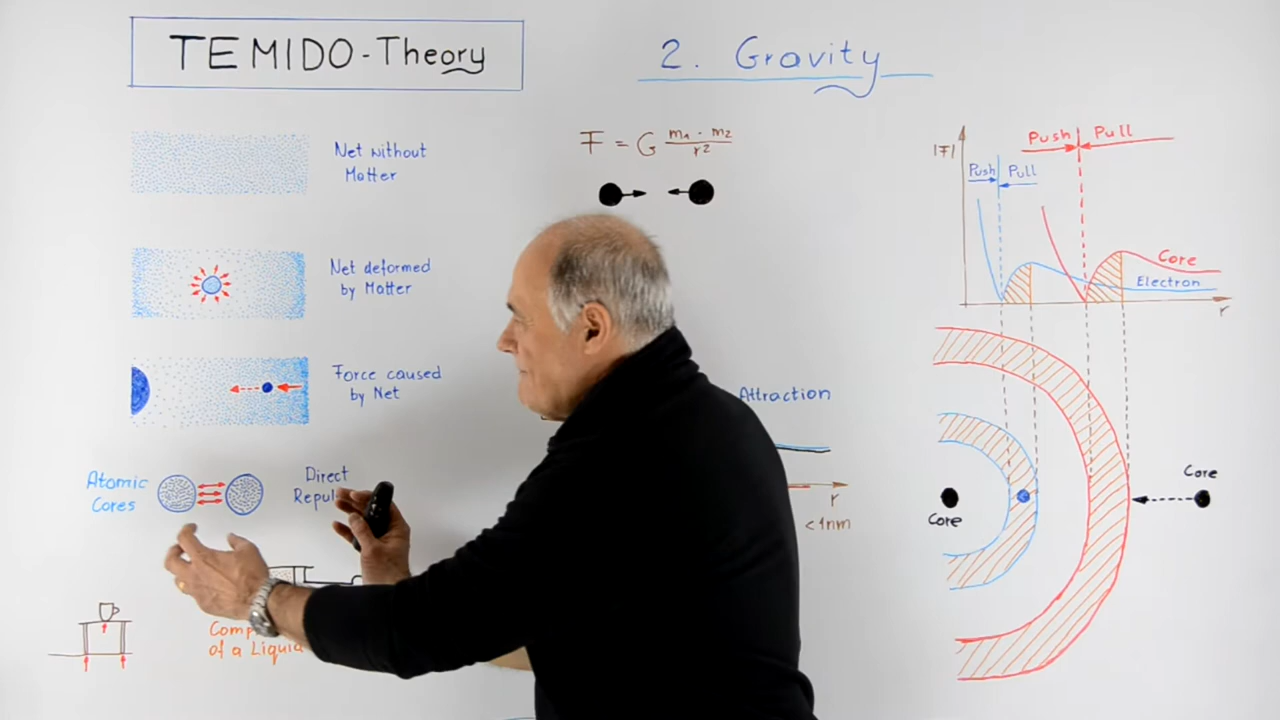 TEMIDO-Theory
2. Gravity
Net without
Matter
Net deformed
by Matter
Force caused
by Net
Atomic
Cores
Direct
of a
F = G m₁ · m₂ / r²
Attraction
r
<1nm
|F|
Push Pull
Push Pull
Core
Electron
r
Core
Core